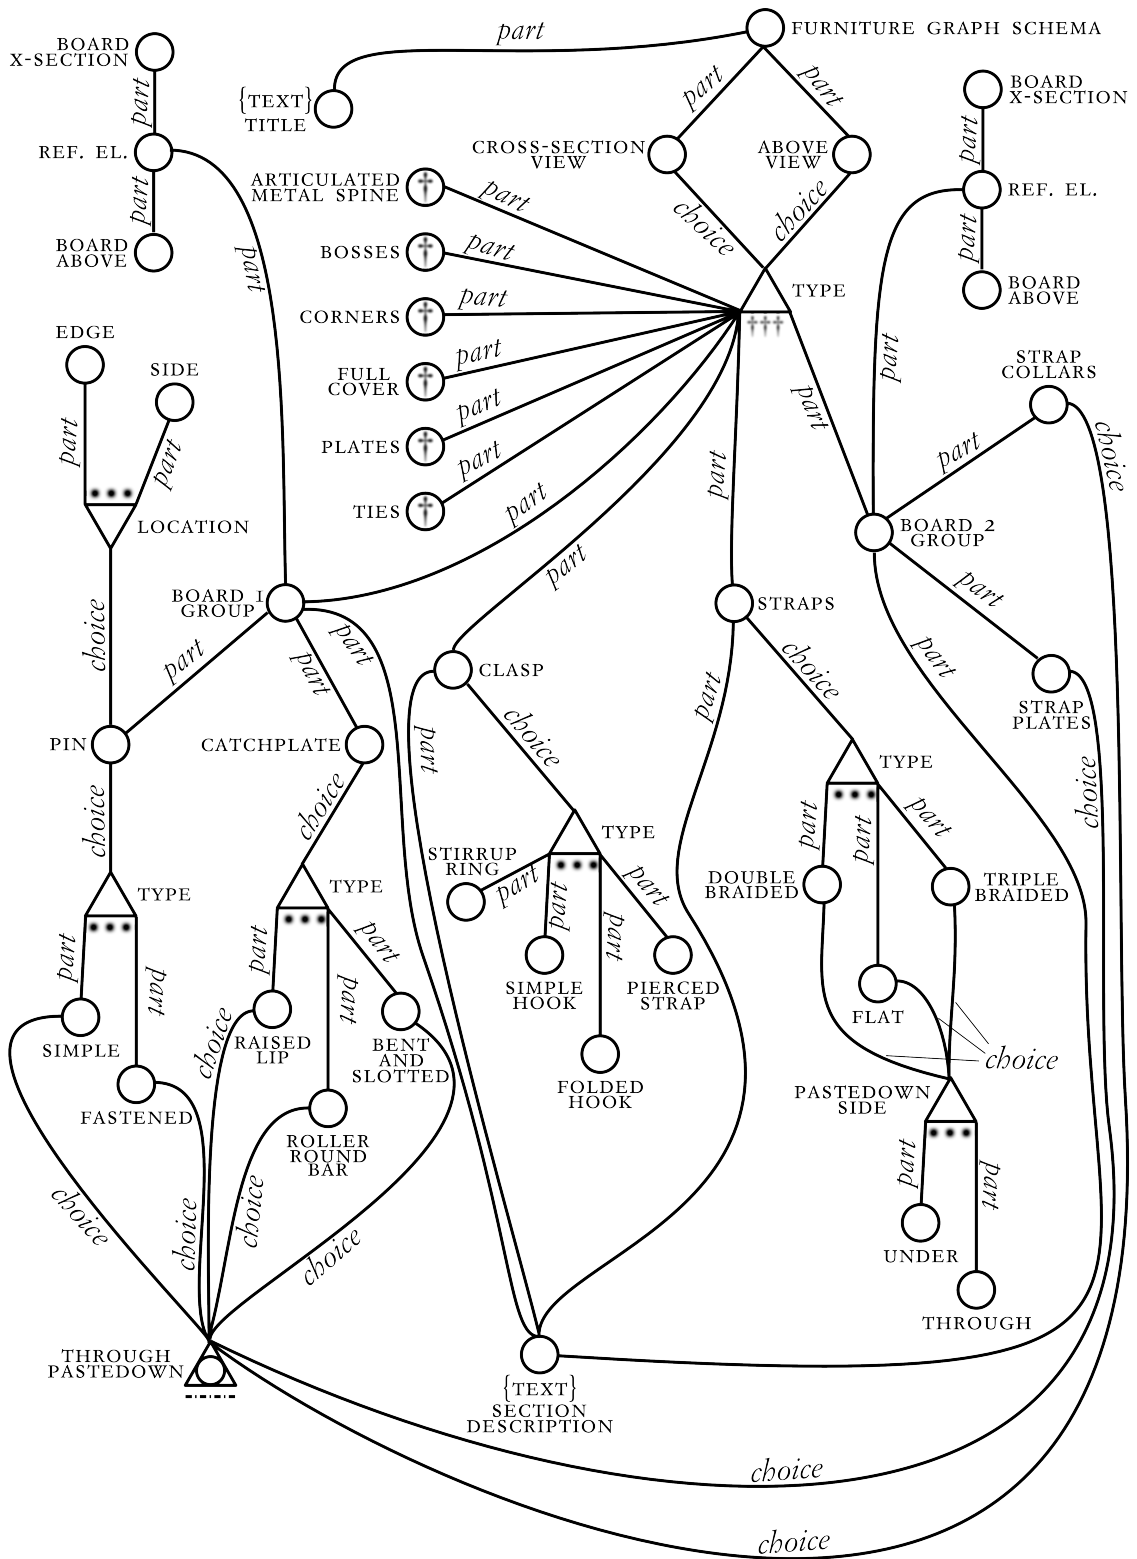 part
FURNITURE GRAPH SCHEMA
BOARD
X-SECTION
part
part
part
BOARD
X-SECTION
{TEXT}
TITLE
part
REF. EL.
CROSS-SECTION
VIEW
ABOVE
VIEW
part
REF. EL.
ARTICULATED
METAL SPINE
†
part
choice
choice
part
part
BOARD
ABOVE
BOSSES
†
part
part
TYPE
†††
BOARD
ABOVE
CORNERS
†
part
EDGE
SIDE
FULL
COVER
†
part
part
part
STRAP
COLLARS
PLATES
†
part
part
part
part
part
choice
TIES
†
part
part
part
LOCATION
BOARD 2
GROUP
part
part
BOARD 1
GROUP
STRAPS
choice
part
part
part
part
choice
part
CLASP
part
STRAP
PLATES
PIN
CATCHPLATE
part
choice
TYPE
choice
choice
choice
part
part
part
TYPE
STIRRUP
RING
part
part
part
part
DOUBLE
BRAIDED
TRIPLE
BRAIDED
TYPE
TYPE
part
part
part
part
part
SIMPLE
HOOK
PIERCED
STRAP
FLAT
SIMPLE
choice
RAISED
LIP
BENT
AND
SLOTTED
choice
FOLDED
HOOK
PASTEDOWN
SIDE
FASTENED
ROLLER
ROUND
BAR
part
part
choice
choice
choice
choice
UNDER
THROUGH
THROUGH
PASTEDOWN
{TEXT}
SECTION
DESCRIPTION
choice
choice